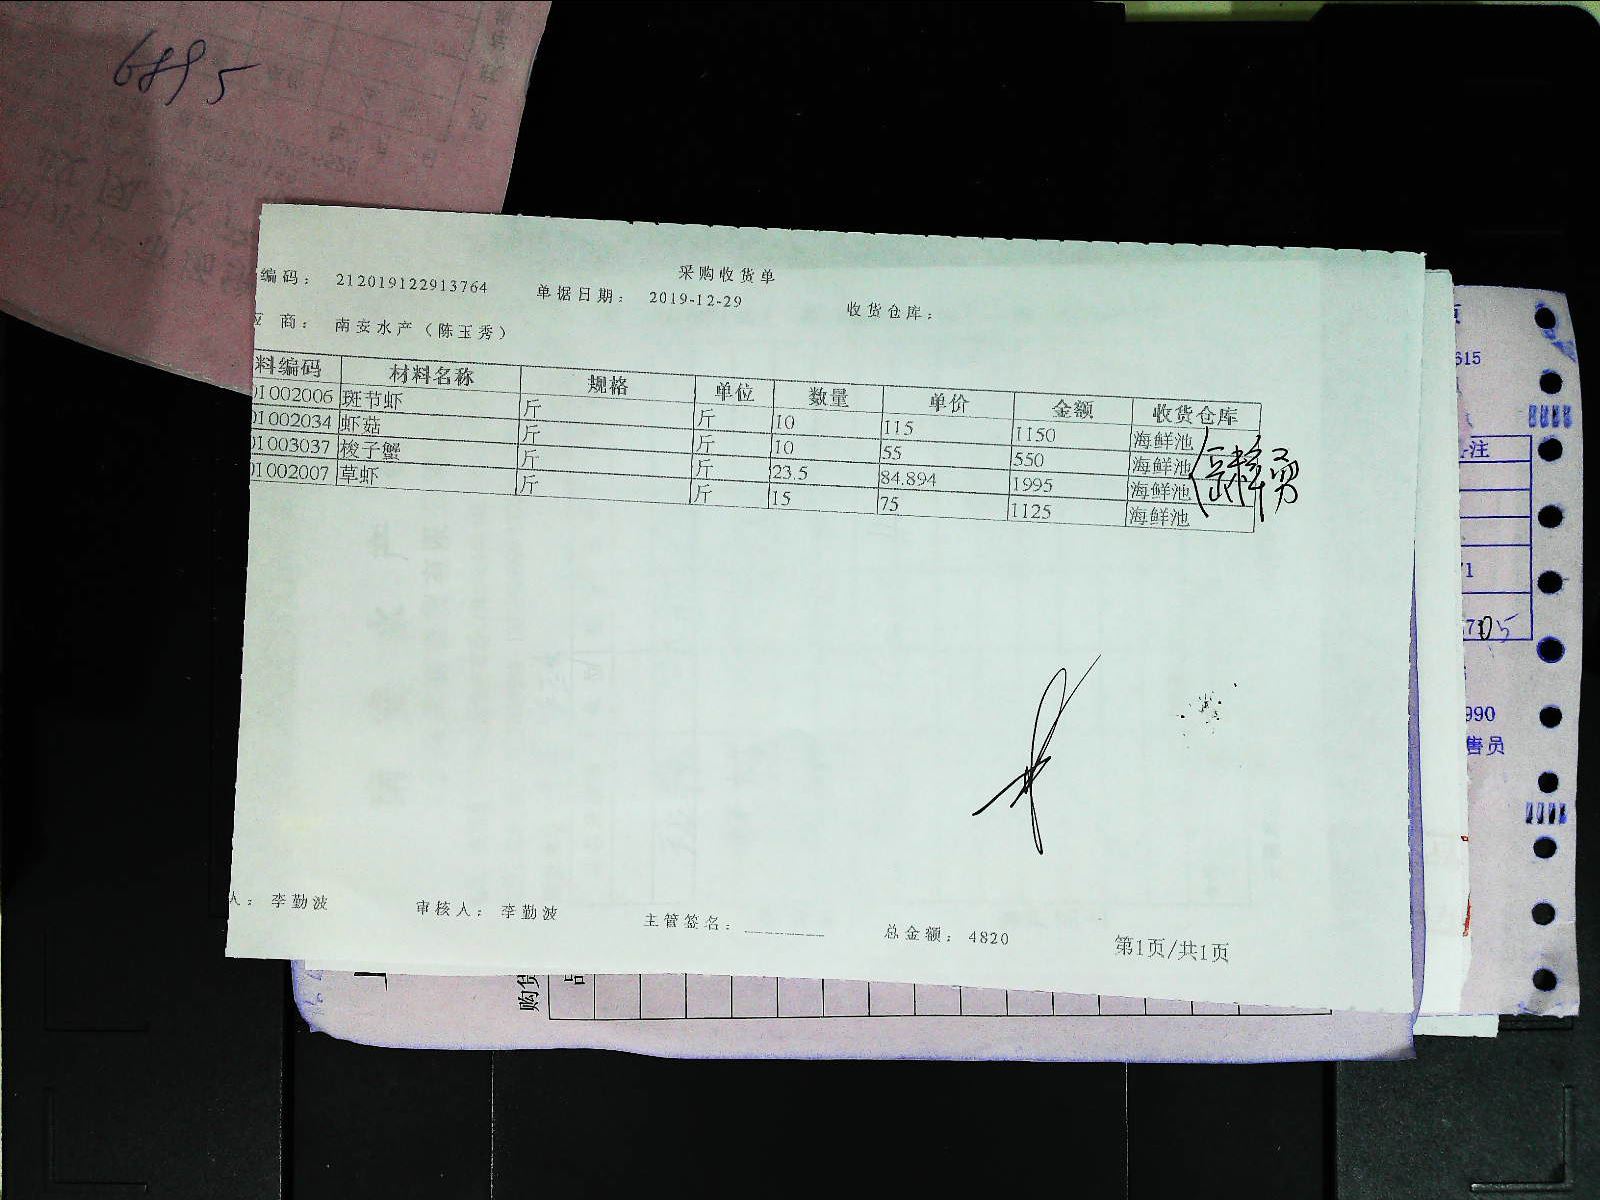 6895
采购收货单
编码： 212019122913764 单据日期： 2019-12-29 收货仓库：
商： 南安水产（陈玉秀）
料编码 材料名称 规格 单位 数量 单价 金额 收货仓库
01002006 斑节虾 斤 斤 10 115 1150 海鲜池
01002034 虾菇 斤 斤 10 55 550 海鲜池
01003037 梭子蟹 斤 斤 23.5 84.894 1995 海鲜池
01002007 草虾 斤 斤 15 75 1125 海鲜池
人： 李勤波 审核人： 李勤波 主管签名： 总金额： 4820 第1页/共1页
615
注
71
05
990
售员
购货